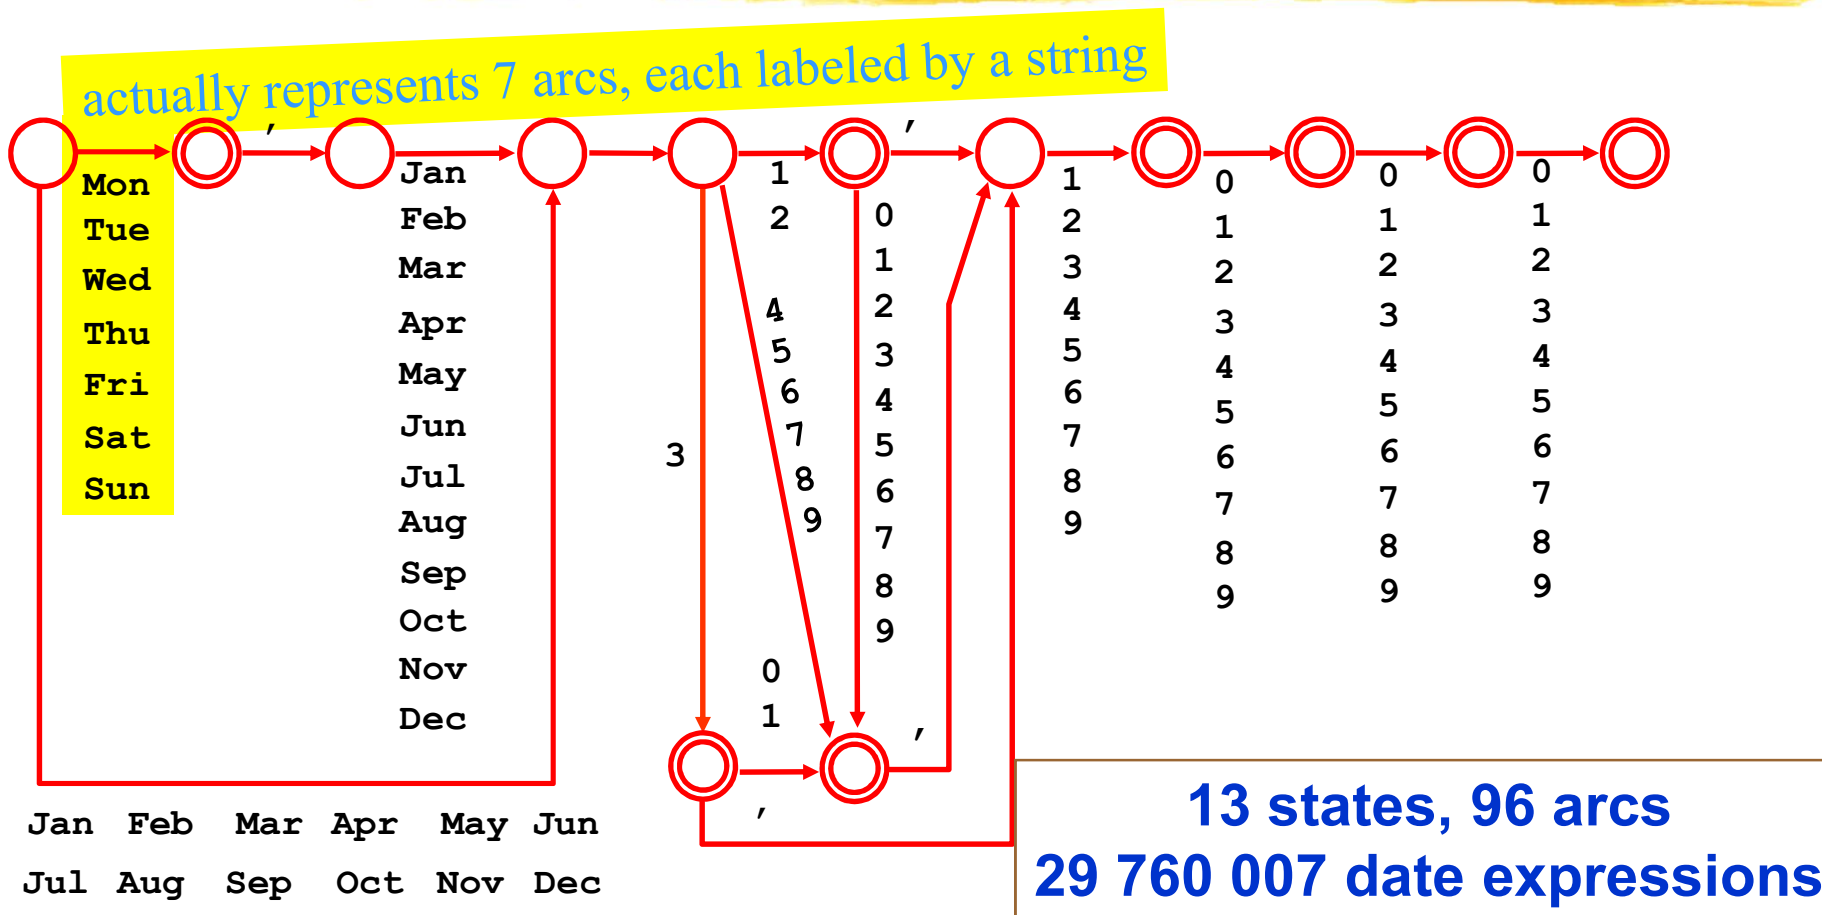 actually represents 7 arcs, each labeled by a string
,
,
Mon
Tue
Wed
Thu
Fri
Sat
Sun
Jan
Feb
Mar
Apr
May
Jun
Jul
Aug
Sep
Oct
Nov
Dec
3
1
2
4
5
6
7
8
9
0
1
0
1
2
3
4
5
6
7
8
9
,
,
1
2
3
4
5
6
7
8
9
0
1
2
3
4
5
6
7
8
9
0
1
2
3
4
5
6
7
8
9
0
1
2
3
4
5
6
7
8
9
Jan Feb Mar Apr May Jun
Jul Aug Sep Oct Nov Dec
13 states, 96 arcs
29 760 007 date expressions